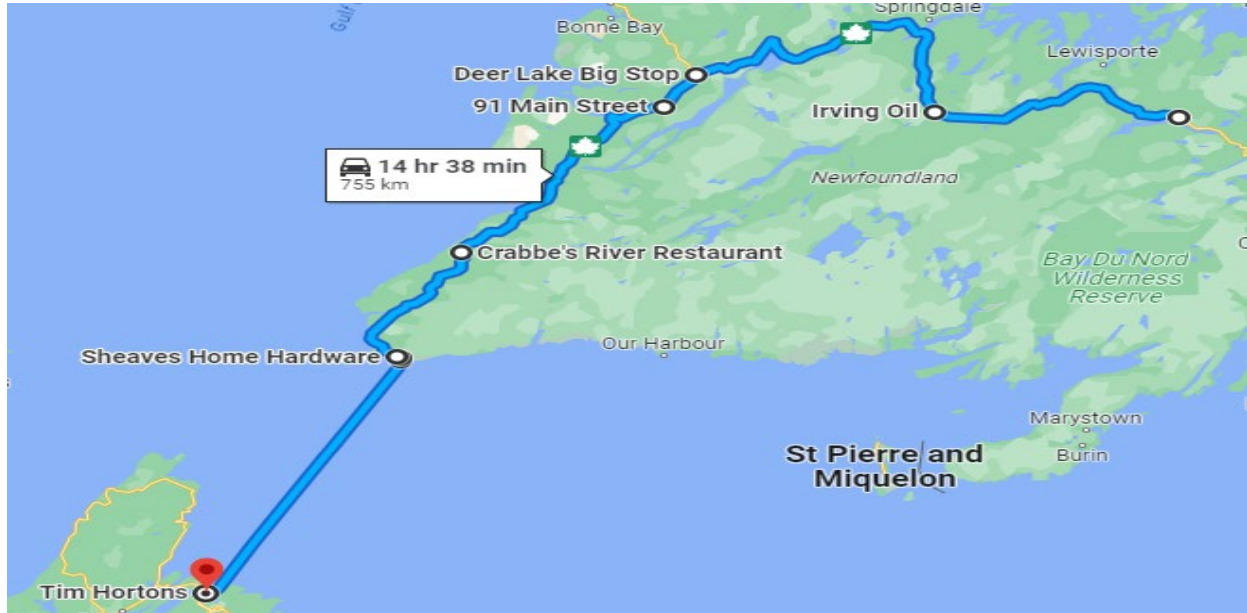 Gulf
Springdale
Bonne Bay
Lewisporte
Deer Lake Big Stop
91 Main Street
Irving Oil
14 hr 38 min
755 km
Newfoundland
Crabbe's River Restaurant
Bay Du Nord
Wilderness
Reserve
Our Harbour
Sheaves Home Hardware
Marystown
St Pierre and
Miquelon
Burin
Tim Hortons